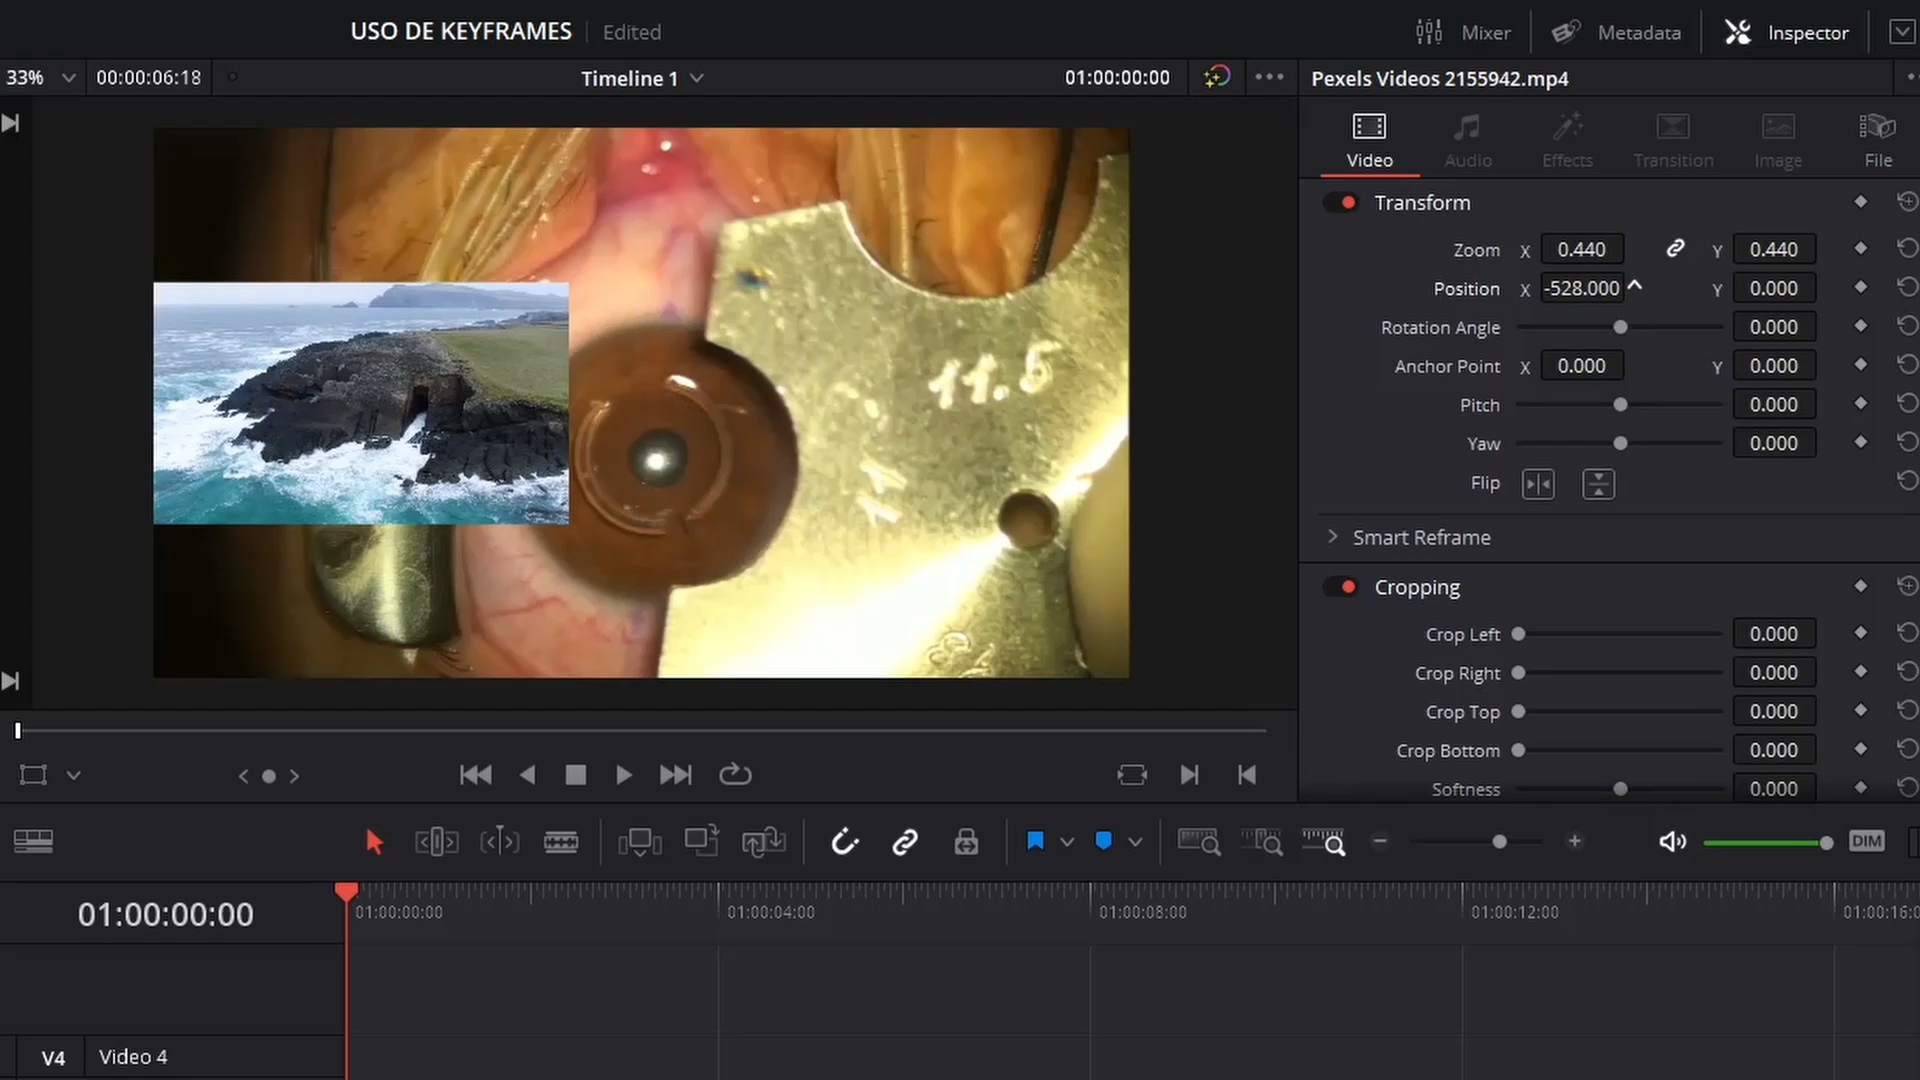 USO DE KEYFRAMES Edited Mixer Metadata Inspector
33% 00:00:06:18 Timeline 1 01:00:00:00 Pexels Videos 2155942.mp4
Video Audio Effects Transition Image File
Transform
Zoom X 0.440 Y 0.440
Position X -528.000 Y 0.000
Rotation Angle 0.000
Anchor Point X 0.000 Y 0.000
Pitch 0.000
Yaw 0.000
Flip
Smart Reframe
Cropping
Crop Left 0.000
Crop Right 0.000
Crop Top 0.000
Crop Bottom 0.000
Softness 0.000
11.5
DIM
01:00:00:00
01:00:00:00 01:00:04:00 01:00:08:00 01:00:12:00 01:00:16:0
V4 Video 4